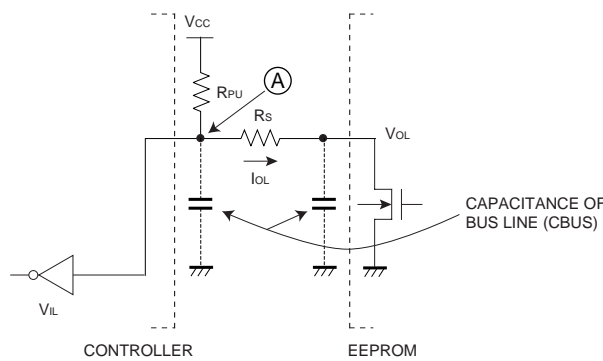 VCC
A
RPU
RS
VOL
IOL
CAPACITANCE OF
BUS LINE (CBUS)
VIL
CONTROLLER
EEPROM